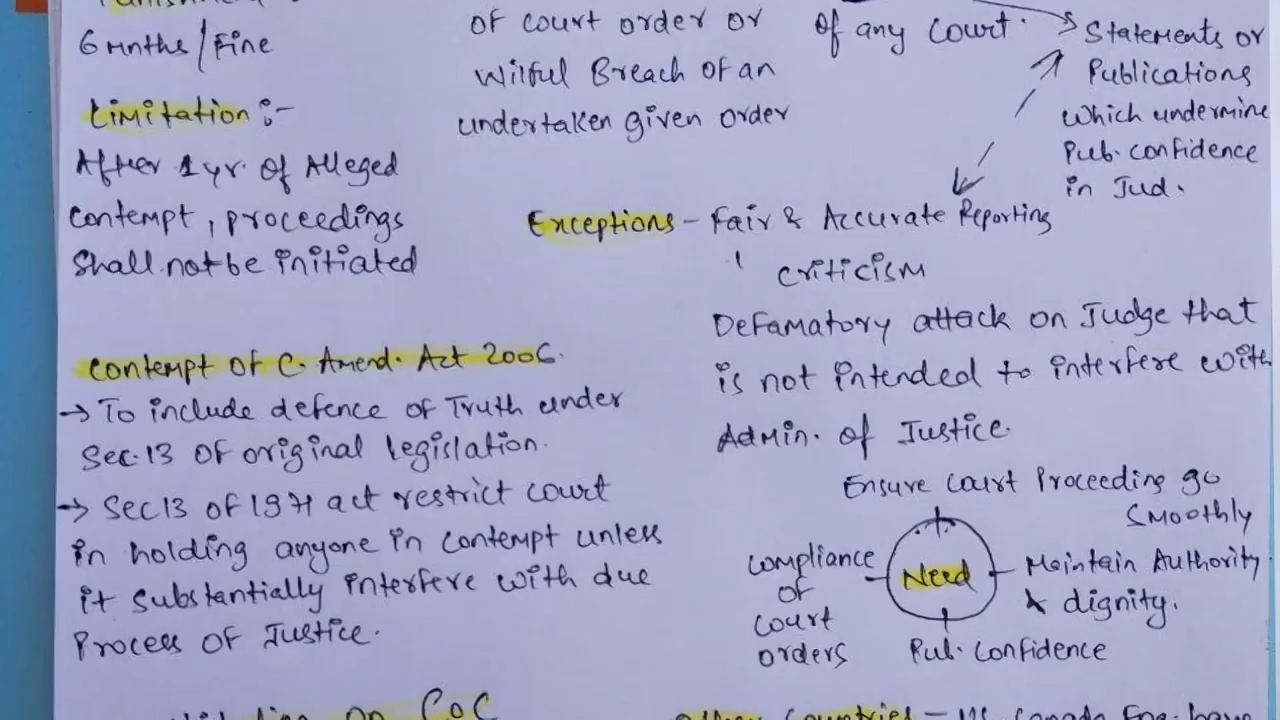 6 mnths/Fine
Limitation :-
After 1 yr. of Alleged
contempt, proceedings
Shall not be initiated
of court order or
Wilful Breach of an
undertaken given order
of any Court.
Statements or
Publications
Which undermine
Pub. confidence
in Jud.
Exceptions - Fair & Accurate Reporting
criticism
Defamatory attack on Judge that
is not intended to interfere with
Admin. of Justice.
Contempt of C. Amend. Act 2006.
→ To include defence of Truth under
Sec.13 of original legislation.
→ Sec 13 of 1971 act restrict court
in holding anyone in contempt unless
it substantially interfere with due
Process of Justice.
Ensure Court Proceeding go
Smoothly
Need
Maintain Authority
& dignity.
Pub. Confidence
Compliance
of
Court
orders
on CoC
Countries - US, Canada